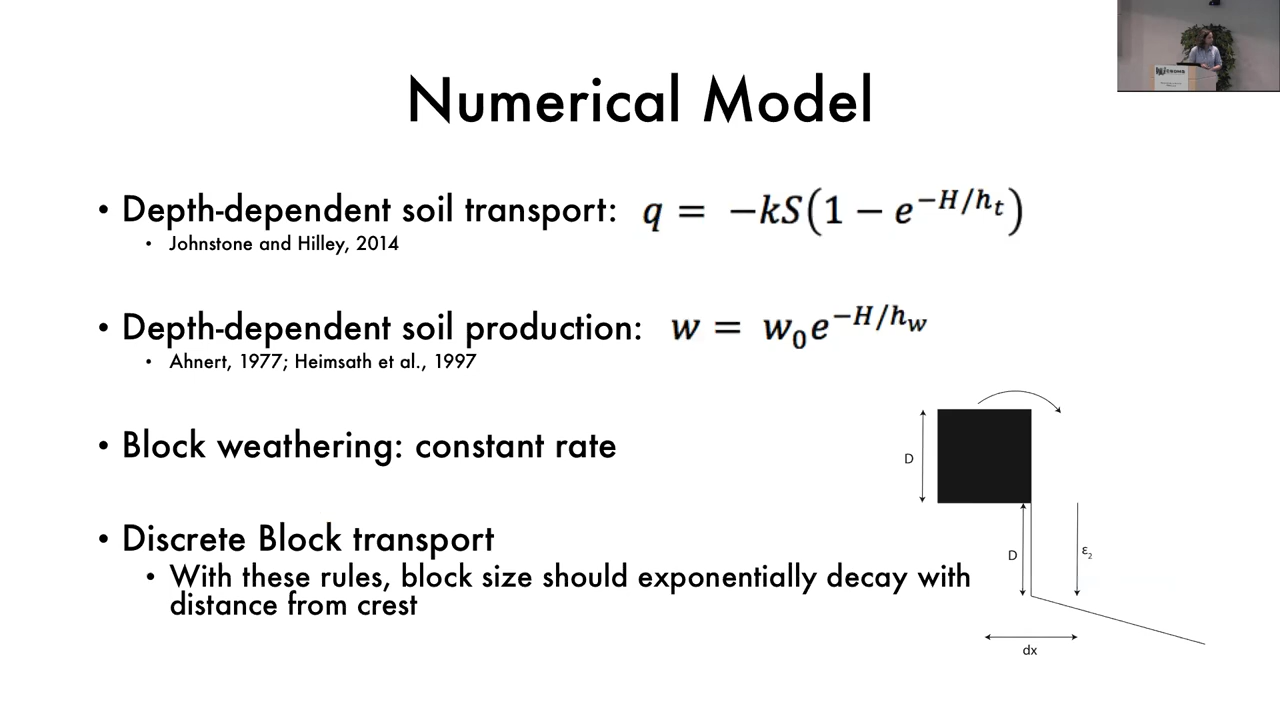 Numerical Model
• Depth-dependent soil transport: q = −kS(1 − e^{−H/h_t})
• Johnstone and Hilley, 2014
• Depth-dependent soil production: w = w_0e^{−H/h_w}
• Ahnert, 1977; Heimsath et al., 1997
• Block weathering: constant rate
D
• Discrete Block transport
D
ε_2
• With these rules, block size should exponentially decay with
distance from crest
dx